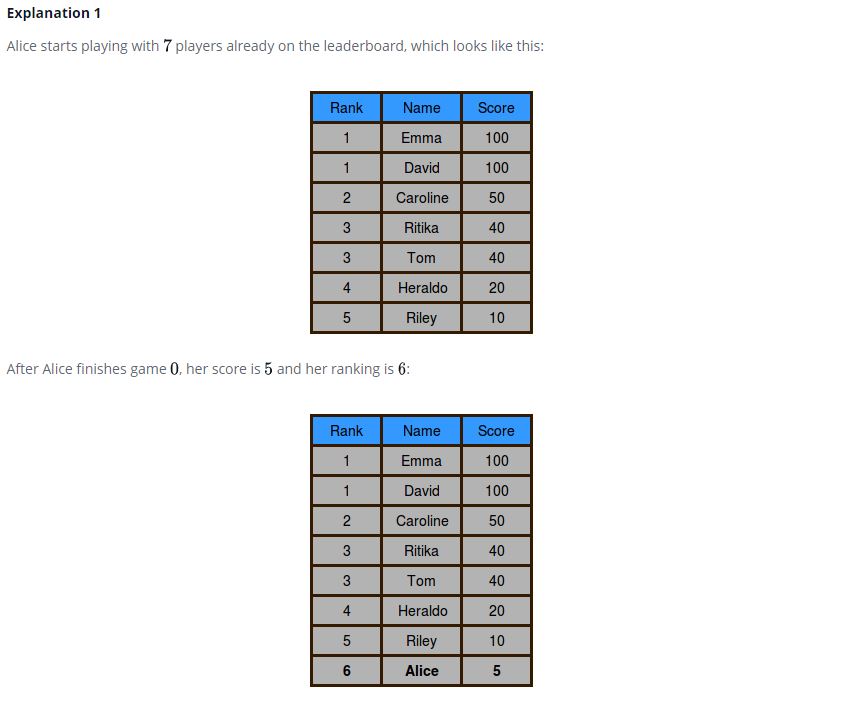 Explanation 1
Alice starts playing with 7 players already on the leaderboard, which looks like this:
Rank Name Score
1 Emma 100
1 David 100
2 Caroline 50
3 Ritika 40
3 Tom 40
4 Heraldo 20
5 Riley 10
After Alice finishes game 0, her score is 5 and her ranking is 6:
Rank Name Score
1 Emma 100
1 David 100
2 Caroline 50
3 Ritika 40
3 Tom 40
4 Heraldo 20
5 Riley 10
6 Alice 5